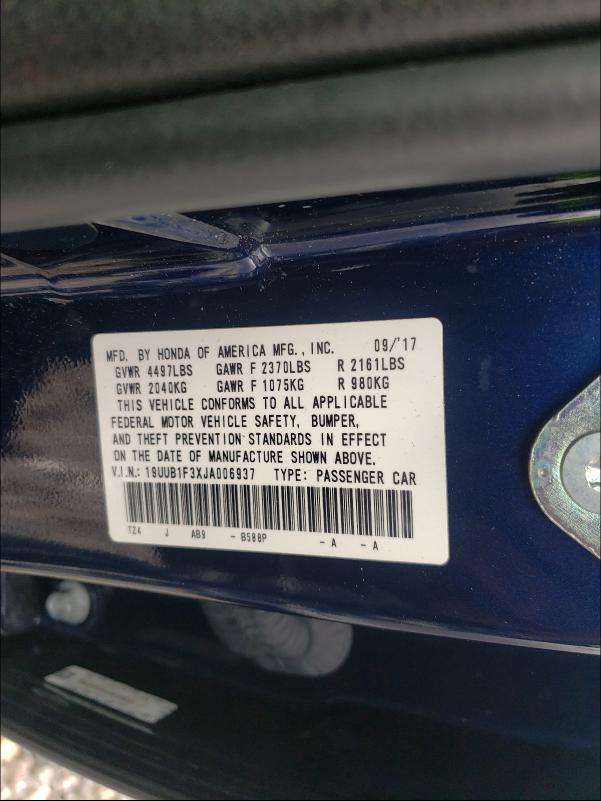 MFD. BY HONDA OF AMERICA MFG., INC. 09/'17
GVWR 4497LBS GAWR F 2370LBS R 2161LBS
GVWR 2040KG GAWR F 1075KG R 980KG
THIS VEHICLE CONFORMS TO ALL APPLICABLE
FEDERAL MOTOR VEHICLE SAFETY, BUMPER,
AND THEFT PREVENTION STANDARDS IN EFFECT
ON THE DATE OF MANUFACTURE SHOWN ABOVE.
V.I.N.: 19UUB1F3XJA006937 TYPE: PASSENGER CAR
TZ4 J AB9 - B588P - A - A